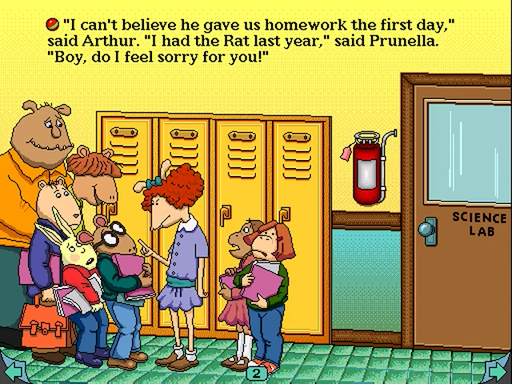 "I can't believe he gave us homework the first day,"
said Arthur. "I had the Rat last year," said Prunella.
"Boy, do I feel sorry for you!"
SCIENCE
LAB
2